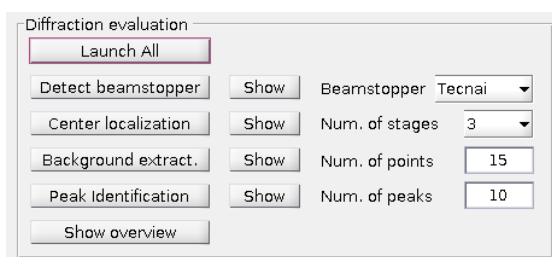 Diffraction evaluation
Launch All
Detect beamstopper Show Beamstopper Tecnai
Center localization Show Num. of stages 3
Background extract. Show Num. of points 15
Peak Identification Show Num. of peaks 10
Show overview